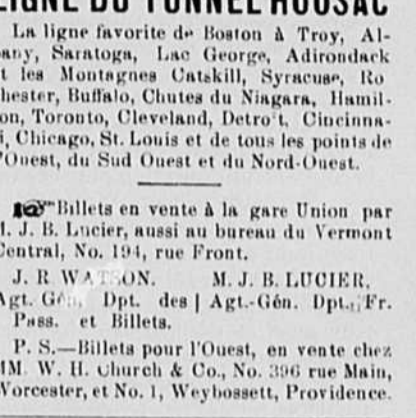 LIGNE DU TUNNEL HOOSAC
La ligne favorite de Boston à Troy, Al-
bany, Saratoga, Lac George, Adirondack
et les Montagnes Catskill, Syracuse, Ro
chester, Buffalo, Chutes du Niagara, Hamil-
ton, Toronto, Cleveland, Detroit, Cincinna-
ti, Chicago, St. Louis et de tous les points de
l'Ouest, du Sud Ouest et du Nord-Ouest.
☞Billets en vente à la gare Union par
M. J. B. Lucier, aussi au bureau du Vermont
Central, No. 194, rue Front.
J. R WATSON. M. J. B. LUCIER.
Agt. Gén. Dpt. des | Agt.-Gén. Dpt., Fr.
Pass. et Billets.
P. S.—Billets pour l'Ouest, en vente chez
MM. W. H. Church & Co., No. 396 rue Main,
Worcester, et No. 1, Weybossett, Providence.